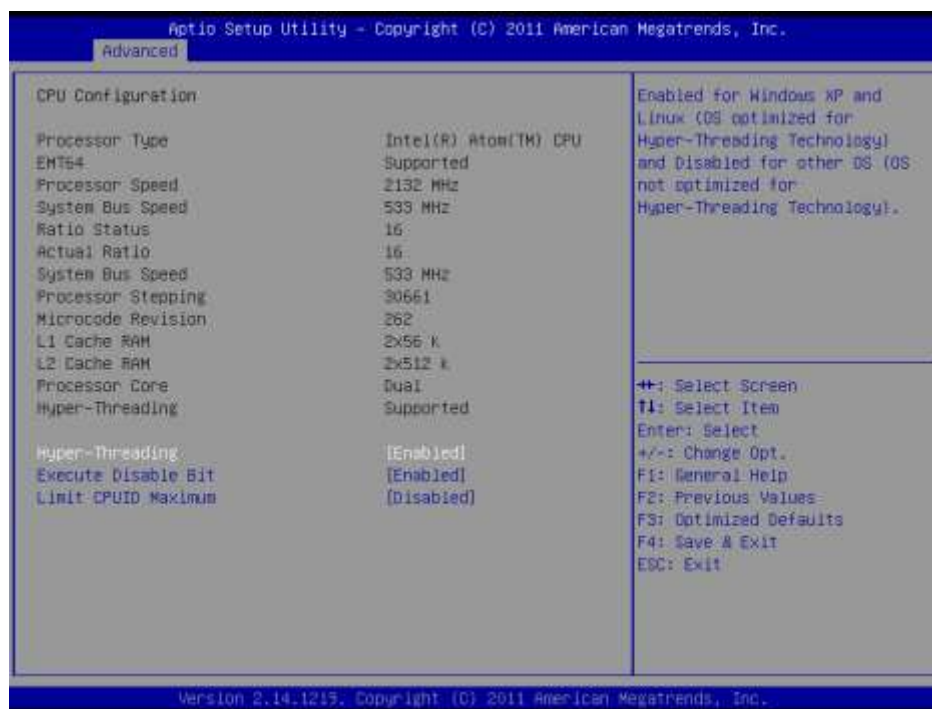 Aptio Setup Utility - Copyright (C) 2011 American Megatrends, Inc.
Advanced
CPU Configuration
Processor Type Intel(R) Atom(TM) CPU
EMT64 Supported
Processor Speed 2132 MHz
System Bus Speed 533 MHz
Ratio Status 16
Actual Ratio 16
System Bus Speed 533 MHz
Processor Stepping 30661
Microcode Revision 262
L1 Cache RAM 2x56 k
L2 Cache RAM 2x512 k
Processor Core Dual
Hyper-Threading Supported
Hyper-Threading [Enabled]
Execute Disable Bit [Enabled]
Limit CPUID Maximum [Disabled]
Enabled for Windows XP and
Linux (OS optimized for
Hyper-Threading Technology)
and Disabled for other OS (OS
not optimized for
Hyper-Threading Technology).
→←: Select Screen
↑↓: Select Item
Enter: Select
+/-: Change Opt.
F1: General Help
F2: Previous Values
F3: Optimized Defaults
F4: Save & Exit
ESC: Exit
Version 2.14.1219. Copyright (C) 2011 American Megatrends, Inc.